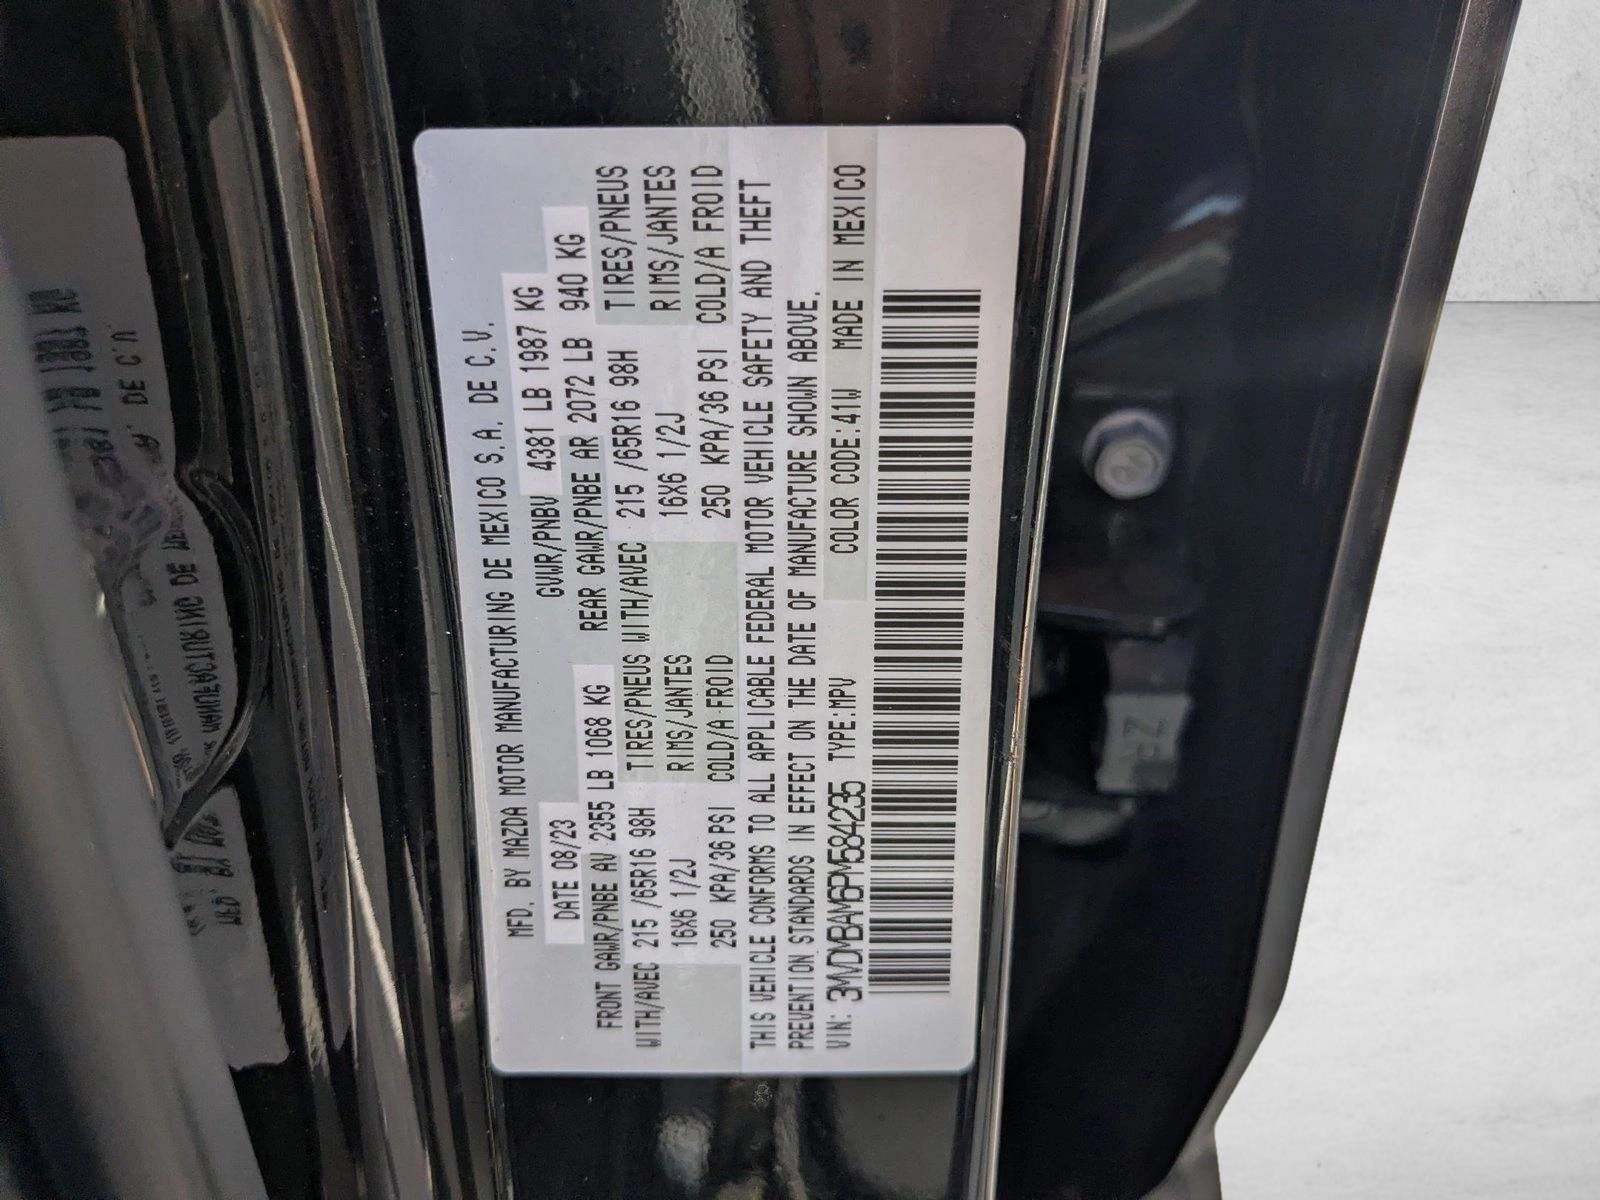 MFD. BY MAZDA MOTOR MANUFACTURING DE MEXICO S.A. DE C.V.
DATE 08/23 GVWR/PNBV 4381 LB 1987 KG
FRONT GAWR/PNBE AV 2355 LB 1068 KG REAR GAWR/PNBE AR 2072 LB 940 KG
WITH/AVEC 215 /65R16 98H TIRES/PNEUS WITH/AVEC 215 /65R16 98H TIRES/PNEUS
16X6 1/2J RIMS/JANTES 16X6 1/2J RIMS/JANTES
250 KPA/36 PSI COLD/A FROID 250 KPA/36 PSI COLD/A FROID
THIS VEHICLE CONFORMS TO ALL APPLICABLE FEDERAL MOTOR VEHICLE SAFETY AND THEFT
PREVENTION STANDARDS IN EFFECT ON THE DATE OF MANUFACTURE SHOWN ABOVE.
VIN: 3MVDMBAM6PM584235 TYPE:MPV COLOR CODE:41W MADE IN MEXICO